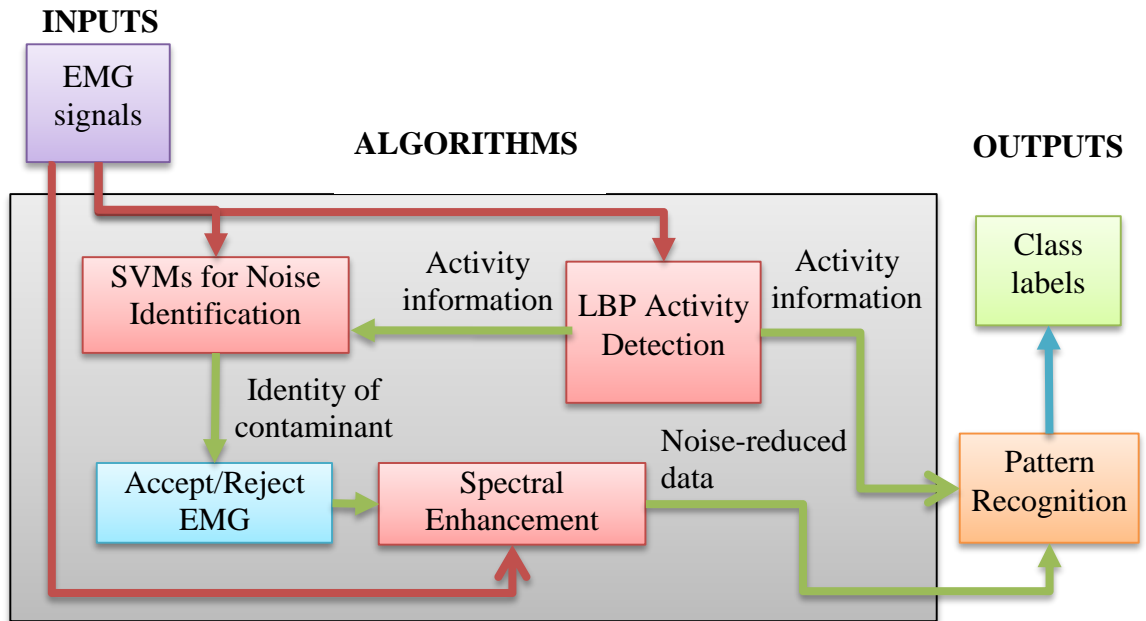 INPUTS
EMG
signals
ALGORITHMS
OUTPUTS
SVMs for Noise
Identification
Activity
information
LBP Activity
Detection
Activity
information
Class
labels
Identity of
contaminant
Noise-reduced
data
Accept/Reject
EMG
Spectral
Enhancement
Pattern
Recognition